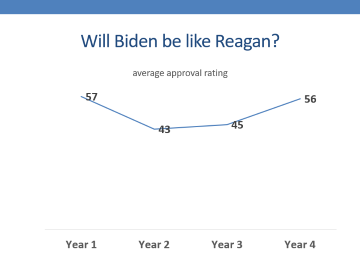 Will Biden be like Reagan?
average approval rating
57
43
45
56
Year 1
Year 2
Year 3
Year 4